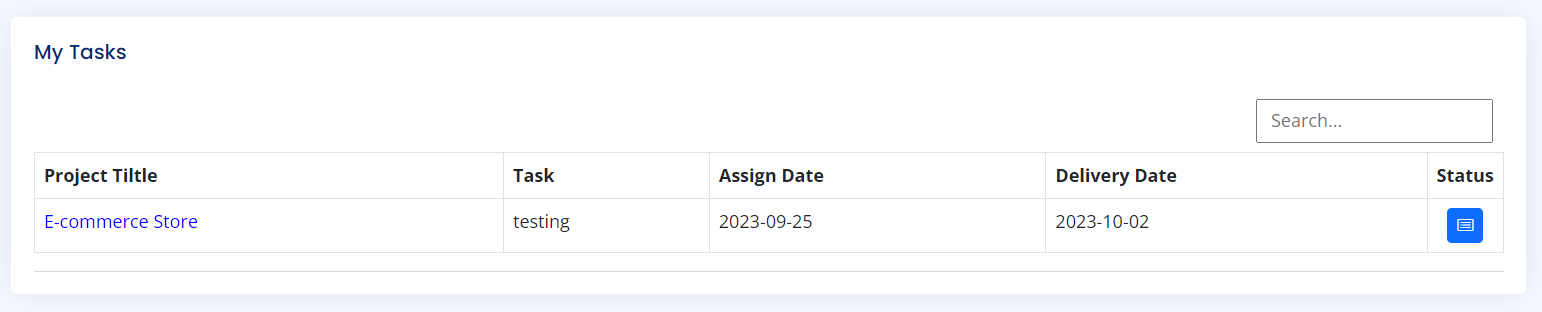 My Tasks
Search...
Project Tiltle Task Assign Date Delivery Date Status
E-commerce Store testing 2023-09-25 2023-10-02